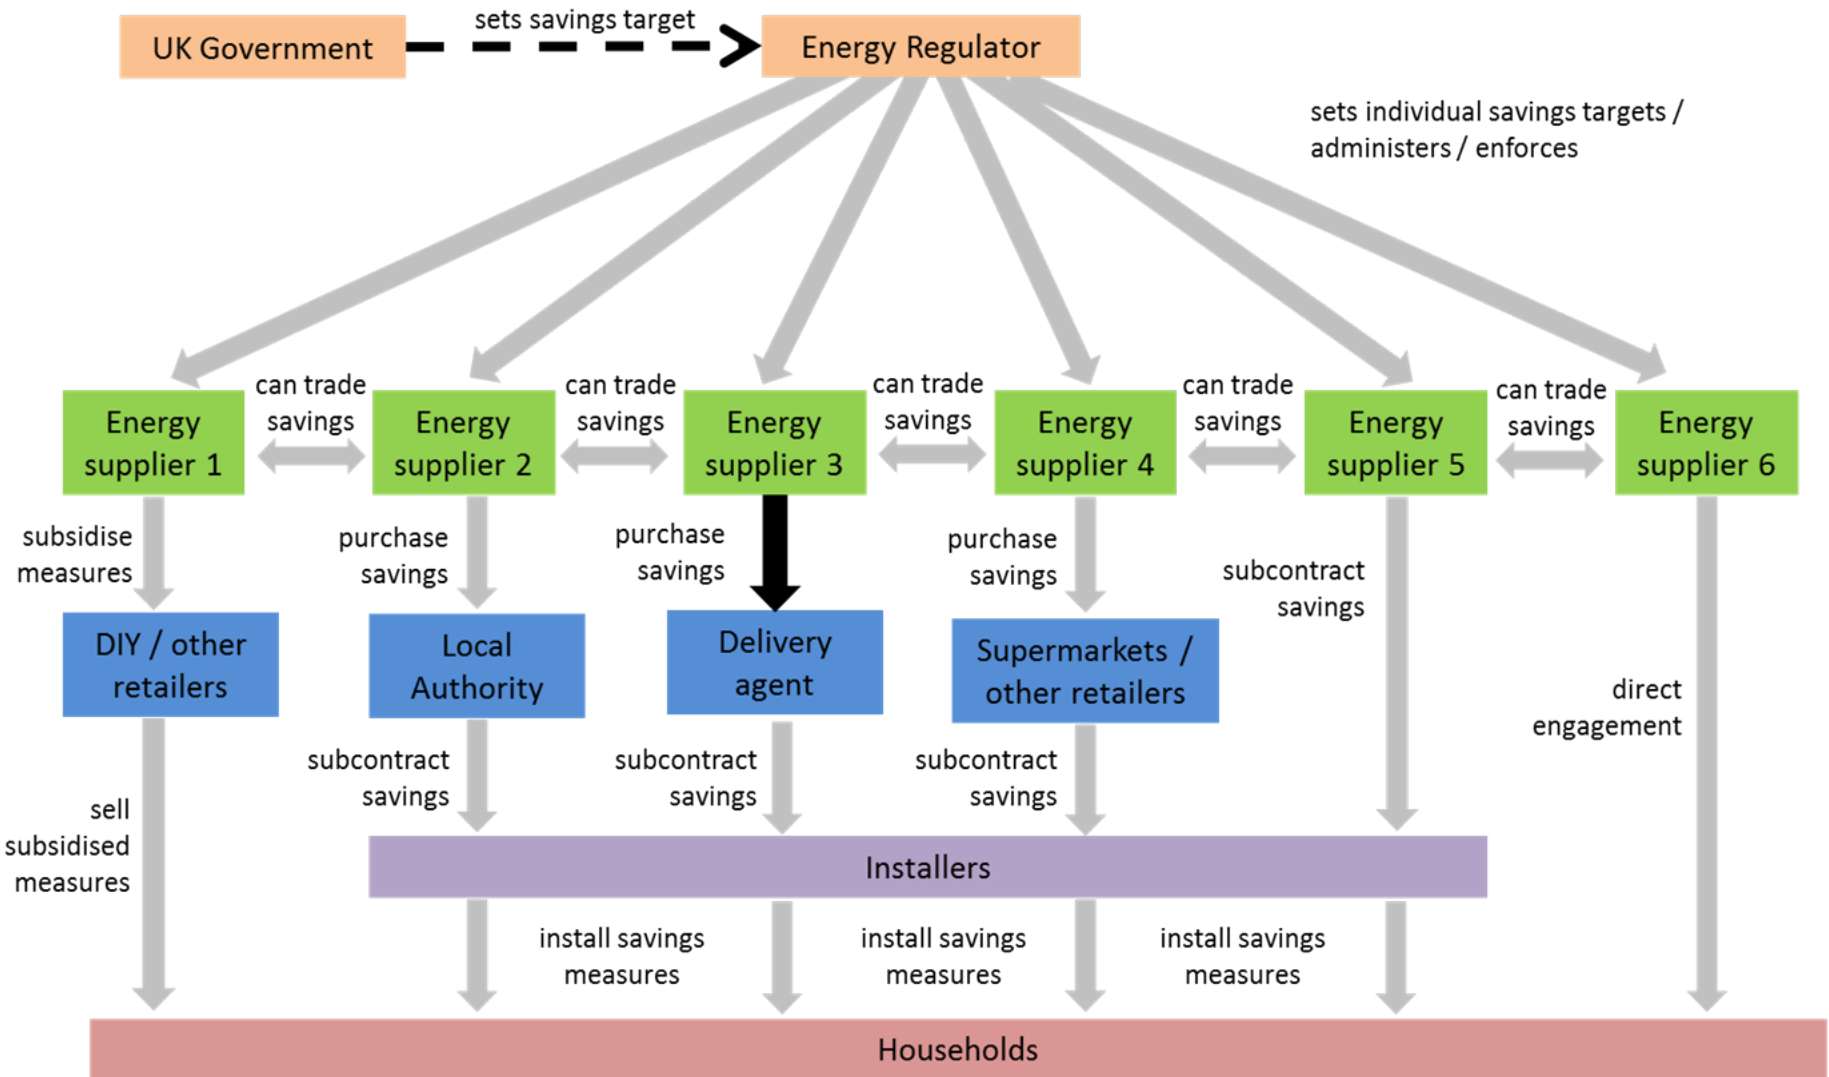 sets savings target
UK Government
Energy Regulator
sets individual savings targets /
administers / enforces
can trade
savings
can trade
savings
can trade
savings
can trade
savings
can trade
savings
Energy
supplier 1
Energy
supplier 2
Energy
supplier 3
Energy
supplier 4
Energy
supplier 5
Energy
supplier 6
subsidise
measures
purchase
savings
purchase
savings
purchase
savings
subcontract
savings
direct
engagement
DIY / other
retailers
Local
Authority
Delivery
agent
Supermarkets /
other retailers
sell
subsidised
measures
subcontract
savings
subcontract
savings
subcontract
savings
Installers
install savings
measures
install savings
measures
install savings
measures
Households